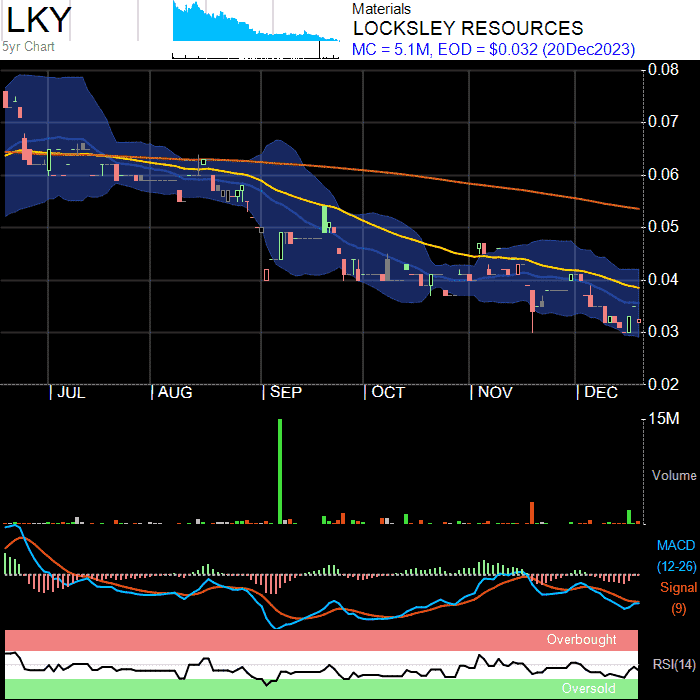 LKY
5yr Chart
Materials
LOCKSLEY RESOURCES
MC = 5.1M, EOD = $0.032 (20Dec2023)
0.08
0.07
0.06
0.05
0.04
0.03
0.02
| JUL | AUG | SEP | OCT | NOV | DEC
15M
Volume
MACD
(12-26)
Signal
(9)
Overbought
RSI(14)
Oversold